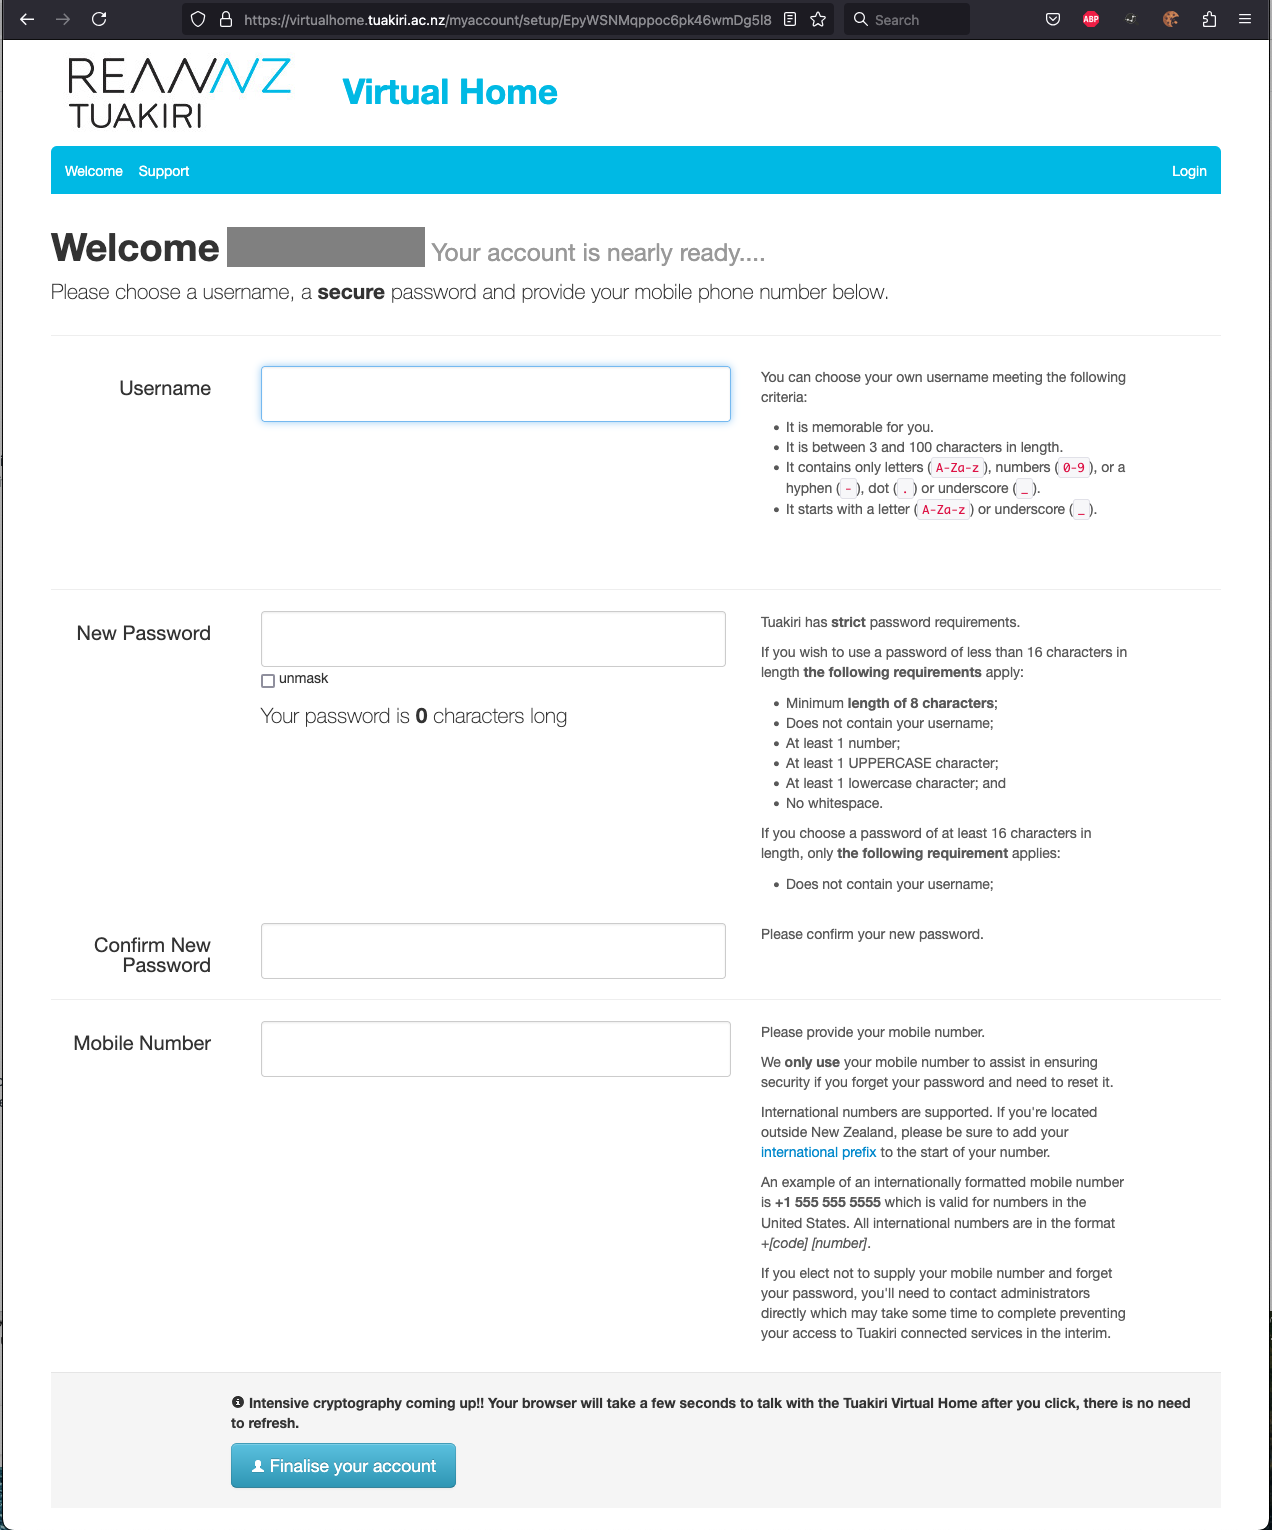 https://virtualhome.tuakiri.ac.nz/myaccount/setup/EpyWSNMqppoc6pk46wmDg5l8
Search
ABP
REANNZ
TUAKIRI
Virtual Home
Welcome Support Login
Welcome Your account is nearly ready....
Please choose a username, a secure password and provide your mobile phone number below.
Username
You can choose your own username meeting the following
criteria:
• It is memorable for you.
• It is between 3 and 100 characters in length.
• It contains only letters ( A-Za-z ), numbers ( 0-9 ), or a
hyphen ( - ), dot ( . ) or underscore ( _ ).
• It starts with a letter ( A-Za-z ) or underscore ( _ ).
New Password
unmask
Your password is 0 characters long
Tuakiri has strict password requirements.
If you wish to use a password of less than 16 characters in
length the following requirements apply:
• Minimum length of 8 characters;
• Does not contain your username;
• At least 1 number;
• At least 1 UPPERCASE character;
• At least 1 lowercase character; and
• No whitespace.
If you choose a password of at least 16 characters in
length, only the following requirement applies:
• Does not contain your username;
Confirm New
Password
Please confirm your new password.
Mobile Number
Please provide your mobile number.
We only use your mobile number to assist in ensuring
security if you forget your password and need to reset it.
International numbers are supported. If you're located
outside New Zealand, please be sure to add your
international prefix to the start of your number.
An example of an internationally formatted mobile number
is +1 555 555 5555 which is valid for numbers in the
United States. All international numbers are in the format
+[code] [number].
If you elect not to supply your mobile number and forget
your password, you'll need to contact administrators
directly which may take some time to complete preventing
your access to Tuakiri connected services in the interim.
Intensive cryptography coming up!! Your browser will take a few seconds to talk with the Tuakiri Virtual Home after you click, there is no need
to refresh.
Finalise your account